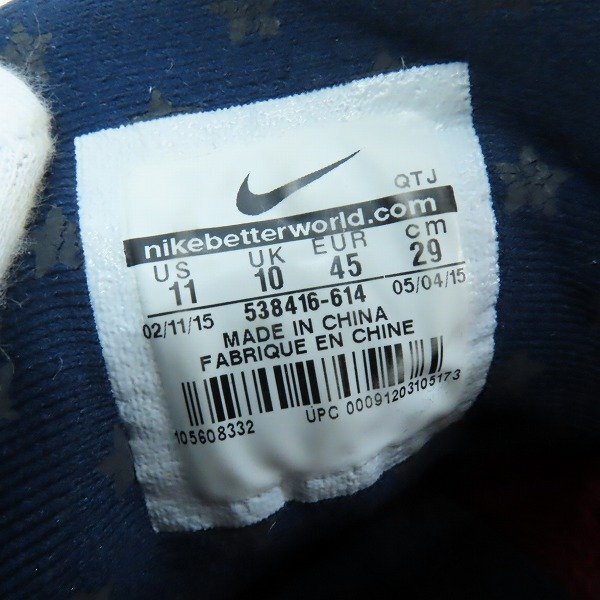 QTJ
nikebetterworld.com
US UK EUR cm
11 10 45 29
02/11/15 538416-614 05/04/15
MADE IN CHINA
FABRIQUE EN CHINE
105608332 UPC 00091203105173